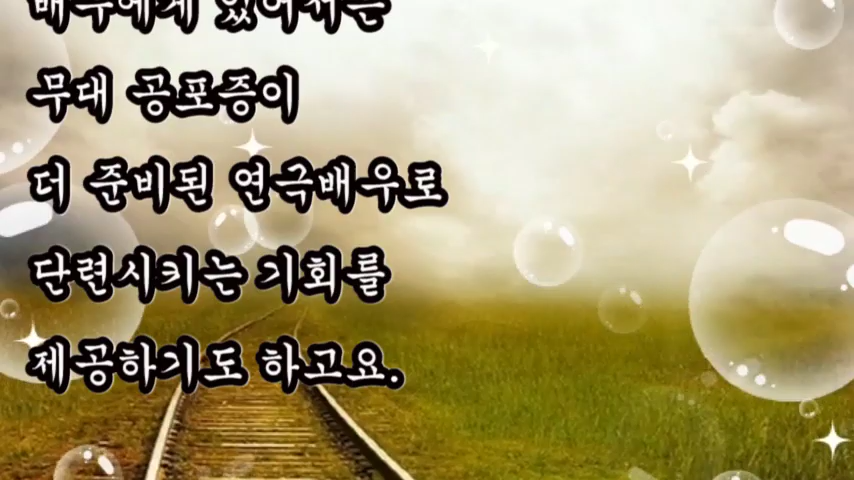 배우에게 있어서는
무대 공포증이
더 준비된 연극배우로
단련시키는 기회를
제공하기도 하고요.